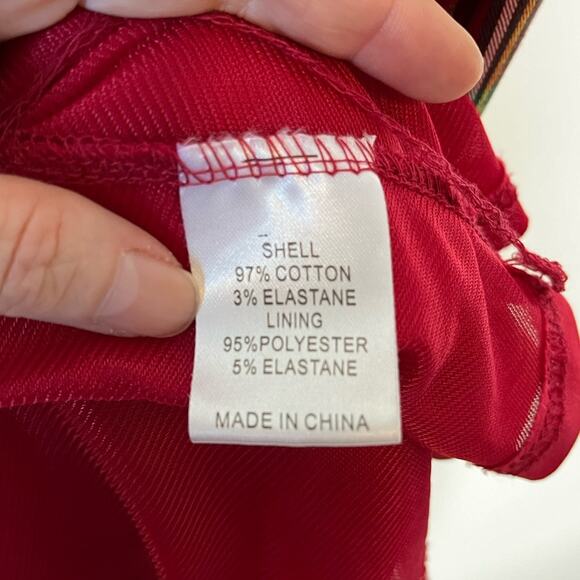 SHELL
97% COTTON
3% ELASTANE
LINING
95%POLYESTER
5% ELASTANE
MADE IN CHINA